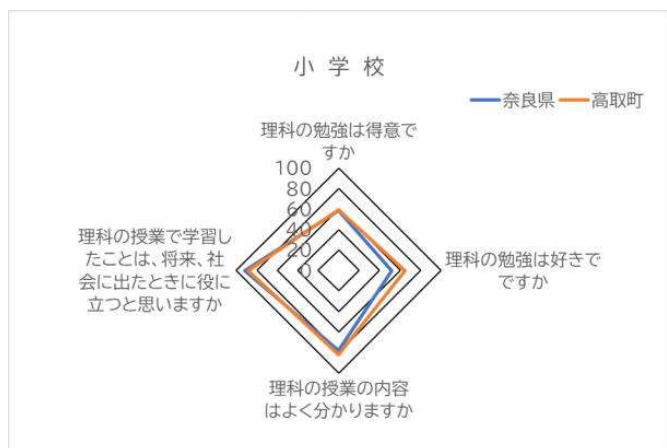 小 学 校
奈良県 高取町
理科の勉強は得意で
すか
100
80
60
40
20
0
理科の勉強は好きで
ですか
理科の授業の内容
はよく分かりますか
理科の授業で学習し
たことは、将来、社
会に出たときに役に
立つと思いますか